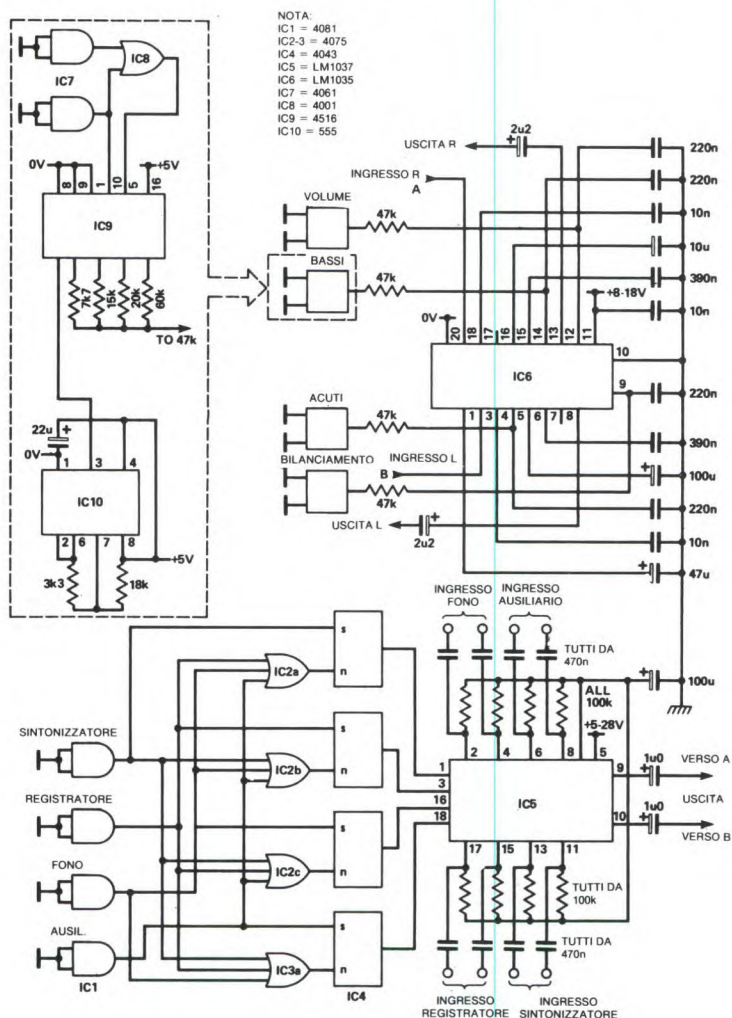 NOTA:
IC1 = 4081
IC2-3 = 4075
IC4 = 4043
IC5 = LM1037
IC6 = LM1035
IC7 = 4061
IC8 = 4001
IC9 = 4516
IC10 = 555
IC7
IC8
0V
+5V
8
9
1
10
5
16
IC9
7k7
15k
20k
60k
TO 47k
22u
+
0V
1
3
4
IC10
2
6
7
8
+5V
3k3
18k
USCITA R
+
2u2
INGRESSO R
A
VOLUME
47k
BASSI
47k
220n
220n
10n
10u
390n
+8-18V
10n
0V
20
18
17
16
15
14
13
12
11
IC6
10
9
1
3
4
5
6
7
8
220n
390n
+
100u
220n
10n
+
47u
ACUTI
47k
BILANCIAMENTO
INGRESSO L
B
47k
USCITA L
+
2u2
INGRESSO
FONO
INGRESSO
AUSILIARIO
TUTTI DA
470n
+
100u
ALL
100k
+5-28V
2
4
6
8
5
1
3
16
18
IC5
9
10
17
15
13
11
1u0
+
VERSO A
USCITA
1u0
+
VERSO B
TUTTI DA
100k
TUTTI DA
470n
INGRESSO
REGISTRATORE
INGRESSO
SINTONIZZATORE
SINTONIZZATORE
REGISTRATORE
FONO
AUSIL.
IC1
IC2a
IC2b
IC2c
IC3a
s
n
s
n
s
n
s
n
IC4